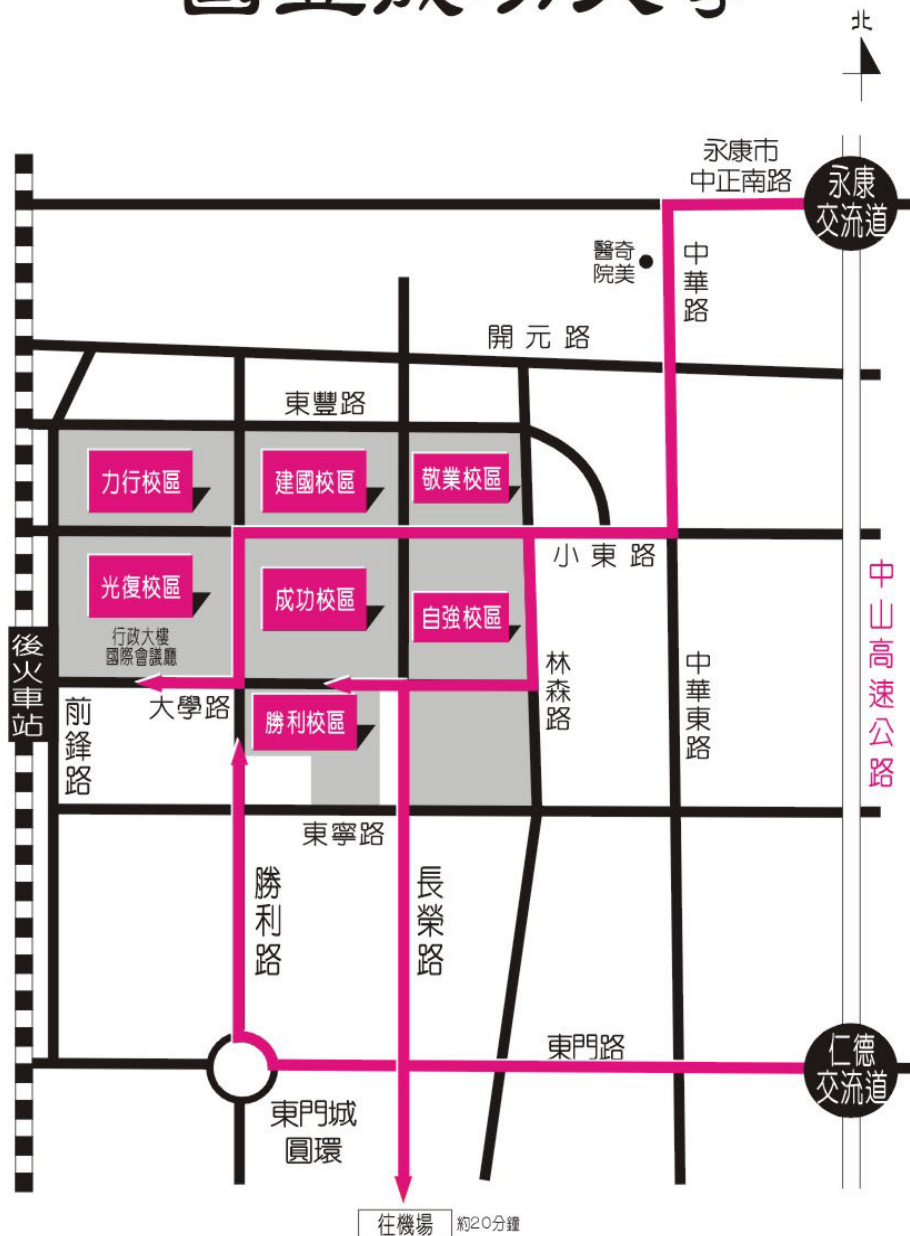 國立成功大學
北
永康市
中正南路
永康
交流道
醫奇
院美
中華路
開元路
東豐路
力行校區
建國校區
敬業校區
小東路
光復校區
成功校區
自強校區
行政大樓
國際會議廳
中山高速公路
後火車站
前鋒路
大學路
勝利校區
林森路
中華東路
東寧路
勝利路
長榮路
東門路
仁德
交流道
東門城
圓環
往機場
約20分鐘